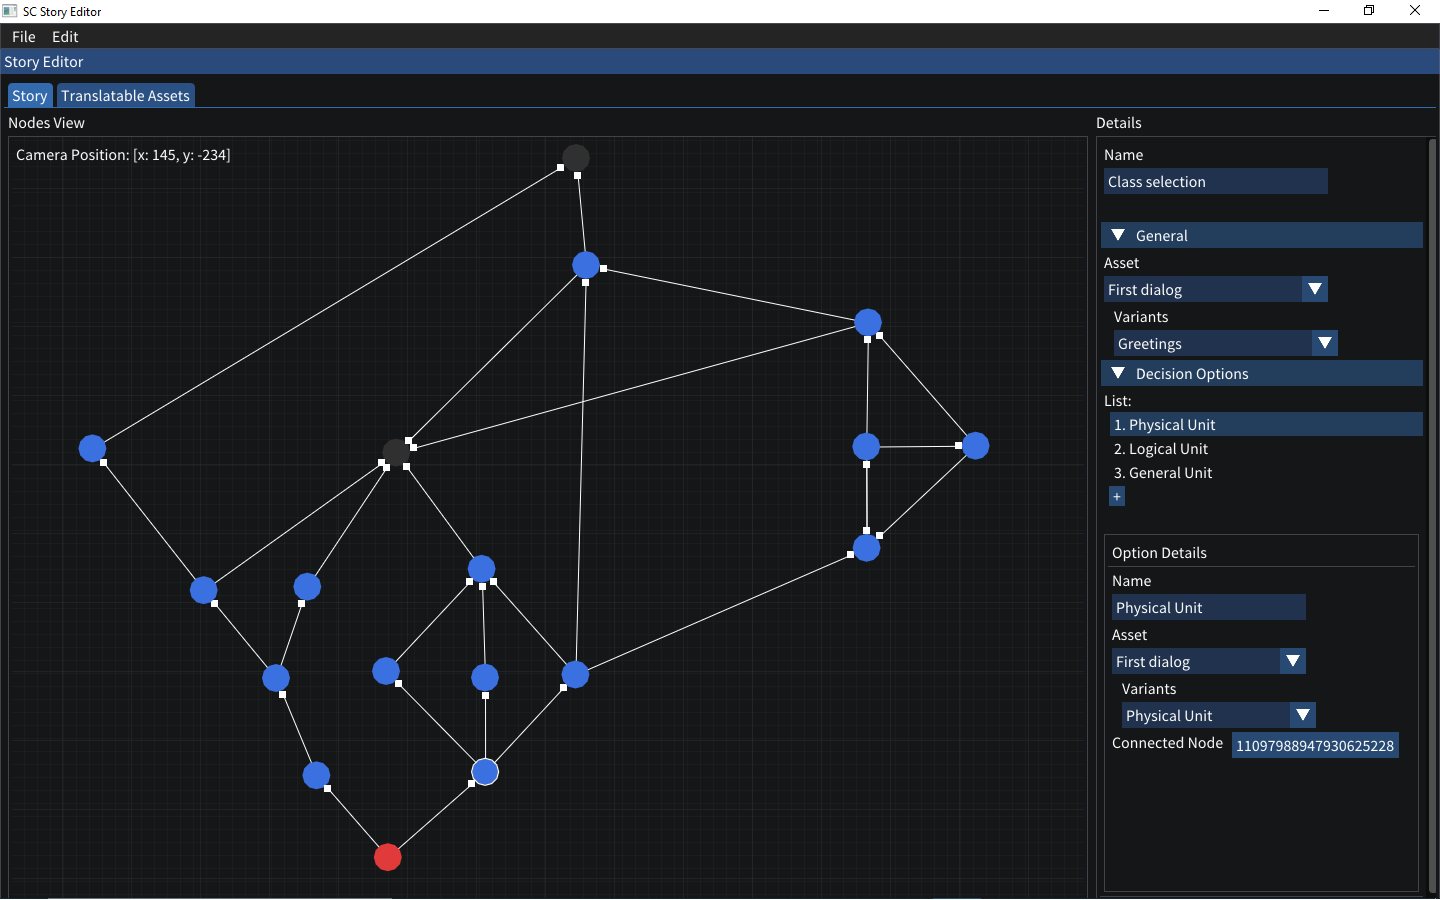 SC Story Editor
File Edit
Story Editor
Story Translatable Assets
Nodes View
Camera Position: [x: 145, y: -234]
Details
Name
Class selection
General
Asset
First dialog
Variants
Greetings
Decision Options
List:
1. Physical Unit
2. Logical Unit
3. General Unit
+
Option Details
Name
Physical Unit
Asset
First dialog
Variants
Physical Unit
Connected Node 11097988947930625228